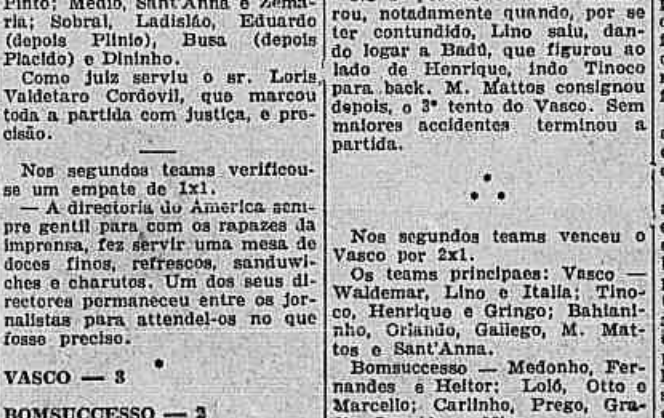 Pinto; Medio, Sant'Anna e Zema-
ria; Sobral, Ladisláo, Eduardo
(depois Plinio), Busa (depois
Placido) e Dininho.
Como juiz serviu o sr. Loris
Valdetaro Cordovil, que marcou
toda a partida com justiça, e pre-
cisão.
Nos segundos teams verificou-
se um empate de 1x1.
— A directoria do America sem-
pre gentil para com os rapazes da
imprensa, fez servir uma mesa de
doces finos, refrescos, sanduwi-
ches e charutos. Um dos seus di-
rectores permaneceu entre os jor-
nalistas para attendel-os no que
fosse preciso.
VASCO — 3
BOMSUCCESSO — 2
rou, notadamente quando, por se
ter contundido, Lino saiu, dan-
do logar a Badú, que figurou ao
lado de Henrique, indo Tinoco
para back. M. Mattos consignou
depois, o 3º tento do Vasco. Sem
maiores accidentes terminou a
partida.
Nos segundos teams venceu o
Vasco por 2x1.
Os teams principaes: Vasco —
Waldemar, Lino e Italia; Tino-
co, Henrique e Gringo; Bahiani-
nho, Orlando, Gallego, M. Mat-
tos e Sant'Anna.
Bomsuccesso — Medonho, Fer-
nandes e Heitor; Loló, Otto e
Marcello; Carlinho, Prego, Gra-